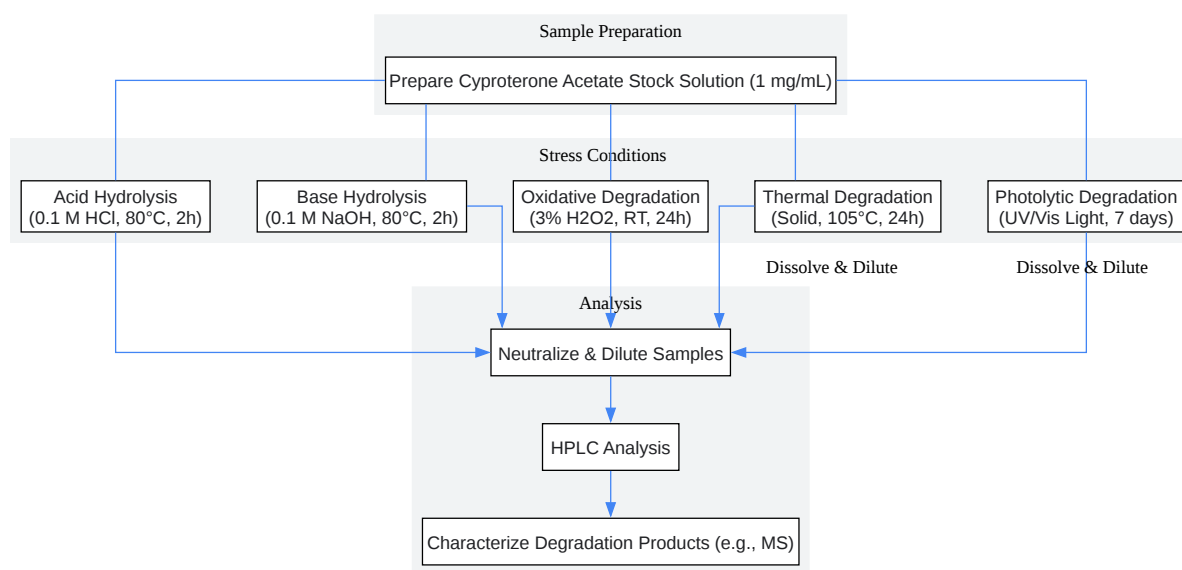 Sample Preparation
Prepare Cyproterone Acetate Stock Solution (1 mg/mL)
Stress Conditions
Acid Hydrolysis
(0.1 M HCl, 80°C, 2h)
Base Hydrolysis
(0.1 M NaOH, 80°C, 2h)
Oxidative Degradation
(3% H2O2, RT, 24h)
Thermal Degradation
(Solid, 105°C, 24h)
Photolytic Degradation
(UV/Vis Light, 7 days)
Dissolve & Dilute
Dissolve & Dilute
Analysis
Neutralize & Dilute Samples
HPLC Analysis
Characterize Degradation Products (e.g., MS)